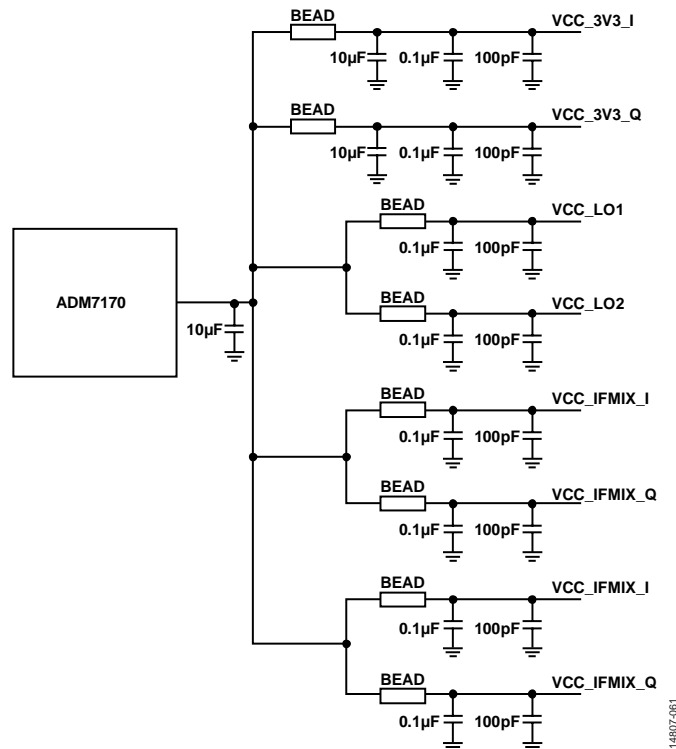 BEAD
VCC_3V3_I
10µF 0.1µF 100pF
BEAD
VCC_3V3_Q
10µF 0.1µF 100pF
BEAD
VCC_LO1
0.1µF 100pF
BEAD
VCC_LO2
ADM7170
10µF
0.1µF 100pF
BEAD
VCC_IFMIX_I
0.1µF 100pF
BEAD
VCC_IFMIX_Q
0.1µF 100pF
BEAD
VCC_IFMIX_I
0.1µF 100pF
BEAD
VCC_IFMIX_Q
0.1µF 100pF
14807-061